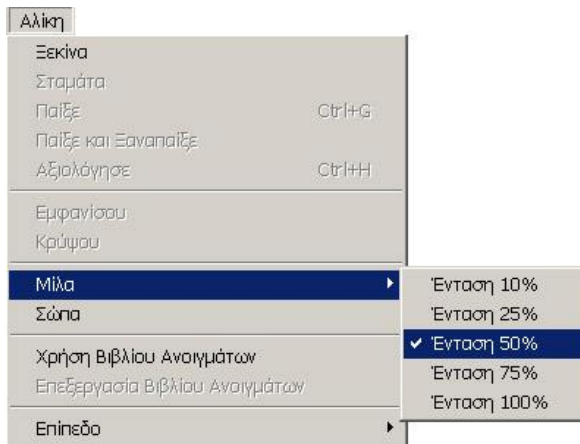 Αλίκη
Ξεκίνα
Σταμάτα
Παίξε Ctrl+G
Παίξε και Ξαναπαίξε
Αξιολόγησε Ctrl+H
Εμφανίσου
Κρύψου
Μίλα
Ένταση 10%
Σώπα
Ένταση 25%
Ένταση 50%
Χρήση Βιβλίου Ανοιγμάτων
Ένταση 75%
Επεξεργασία Βιβλίου Ανοιγμάτων
Ένταση 100%
Επίπεδο